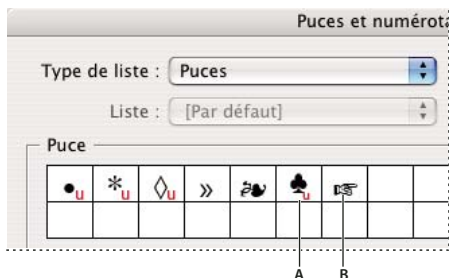 Puces et numérota
Type de liste : Puces
Liste : [Par défaut]
Puce
•u *u ◊u » ❧ ♣u ☞
A B